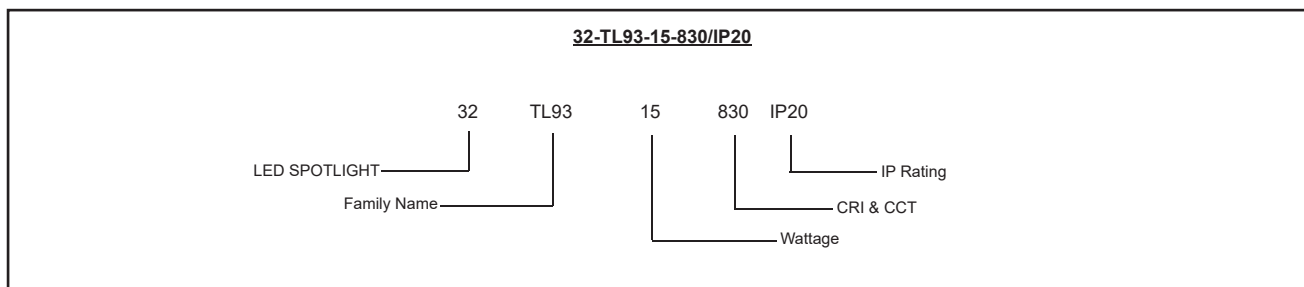 32-TL93-15-830/IP20
32 TL93 15 830 IP20
LED SPOTLIGHT IP Rating
Family Name CRI & CCT
Wattage